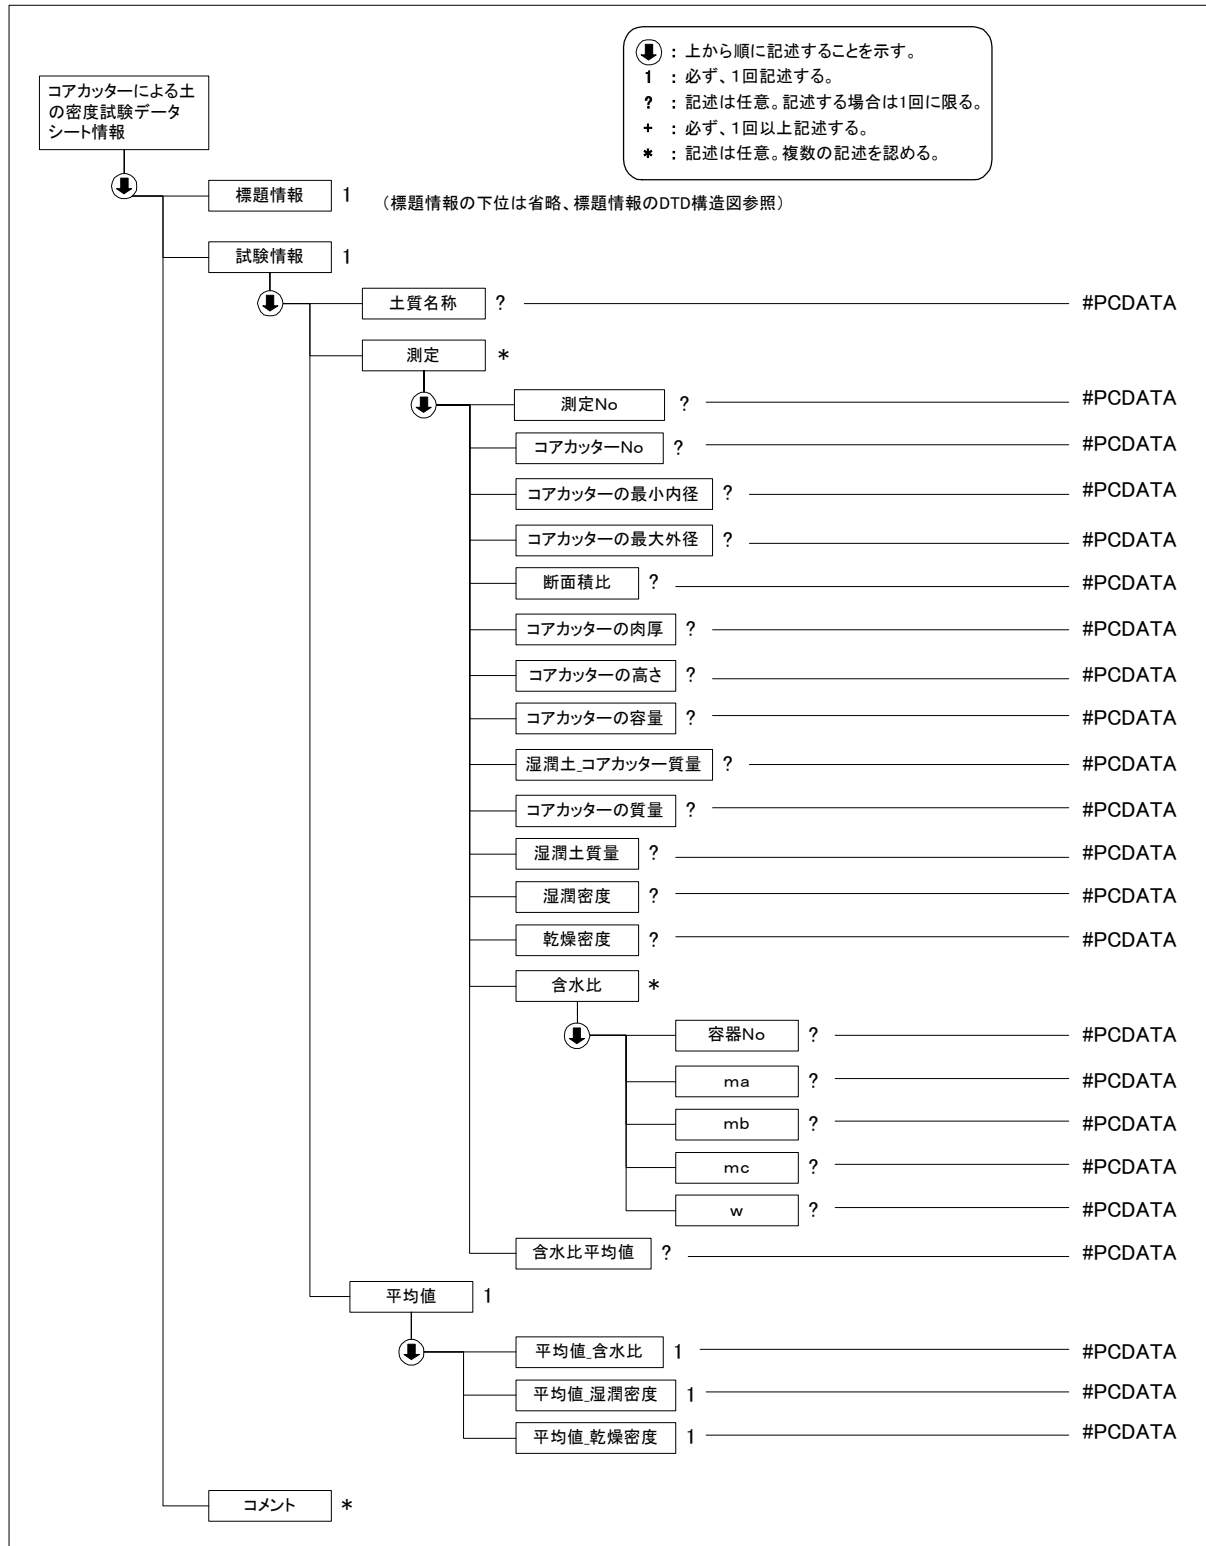 ：上から順に記述することを示す。
1 ：必ず、1回記述する。
? ：記述は任意。記述する場合は1回に限る。
+ ：必ず、1回以上記述する。
* ：記述は任意。複数の記述を認める。
コアカッターによる土
の密度試験データ
シート情報
標題情報 1 （標題情報の下位は省略、標題情報のDTD構造図参照）
試験情報 1
土質名称 ? #PCDATA
測定 *
測定No ? #PCDATA
コアカッターNo ? #PCDATA
コアカッターの最小内径 ? #PCDATA
コアカッターの最大外径 ? #PCDATA
断面積比 ? #PCDATA
コアカッターの肉厚 ? #PCDATA
コアカッターの高さ ? #PCDATA
コアカッターの容量 ? #PCDATA
湿潤土_コアカッター質量 ? #PCDATA
コアカッターの質量 ? #PCDATA
湿潤土質量 ? #PCDATA
湿潤密度 ? #PCDATA
乾燥密度 ? #PCDATA
含水比 *
容器No ? #PCDATA
ma ? #PCDATA
mb ? #PCDATA
mc ? #PCDATA
w ? #PCDATA
含水比平均値 ? #PCDATA
平均値 1
平均値_含水比 1 #PCDATA
平均値_湿潤密度 1 #PCDATA
平均値_乾燥密度 1 #PCDATA
コメント *